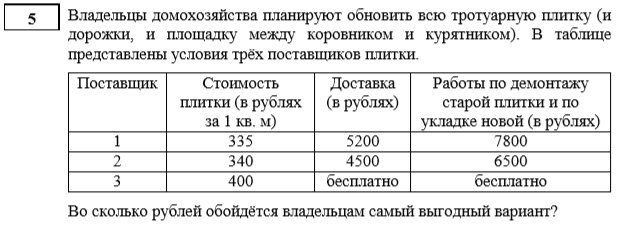 5
Владельцы домохозяйства планируют обновить всю тротуарную плитку (и
дорожки, и площадку между коровником и курятником). В таблице
представлены условия трёх поставщиков плитки.
Поставщик Стоимость плитки (в рублях за 1 кв. м) Доставка (в рублях) Работы по демонтажу старой плитки и по укладке новой (в рублях)
1 335 5200 7800
2 340 4500 6500
3 400 бесплатно бесплатно
Во сколько рублей обойдётся владельцам самый выгодный вариант?